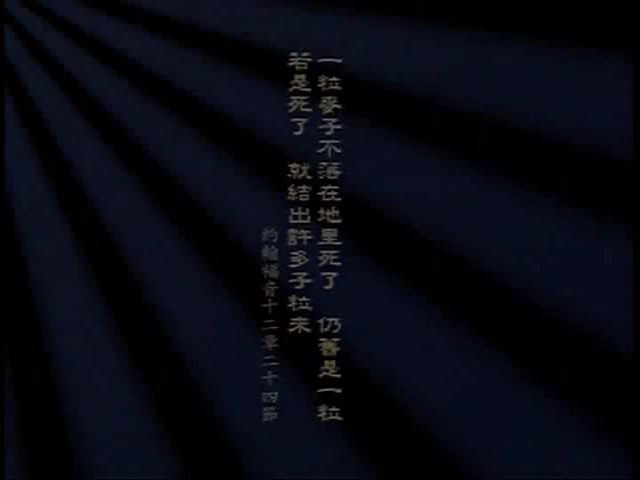 一粒麥子不落在地里死了 仍舊是一粒
若是死了 就結出許多子粒来
約翰福音十二章二十四節